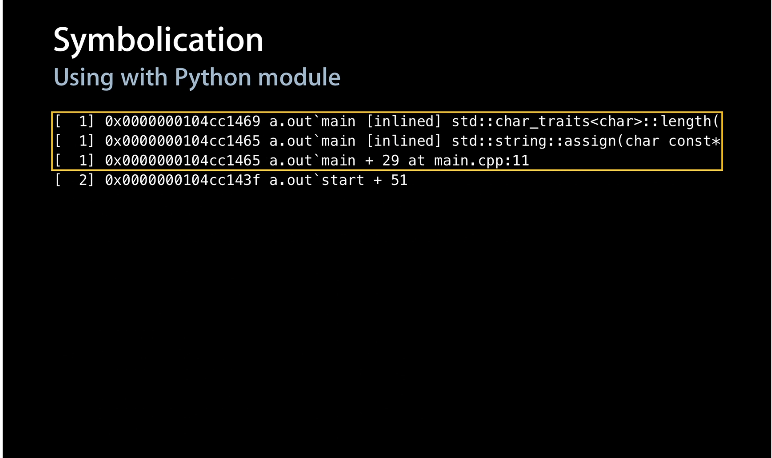 Symbolication
Using with Python module
[  1] 0x0000000104cc1469 a.out`main [inlined] std::char_traits<char>::length(
[  1] 0x0000000104cc1465 a.out`main [inlined] std::string::assign(char const*
[  1] 0x0000000104cc1465 a.out`main + 29 at main.cpp:11
[  2] 0x0000000104cc143f a.out`start + 51